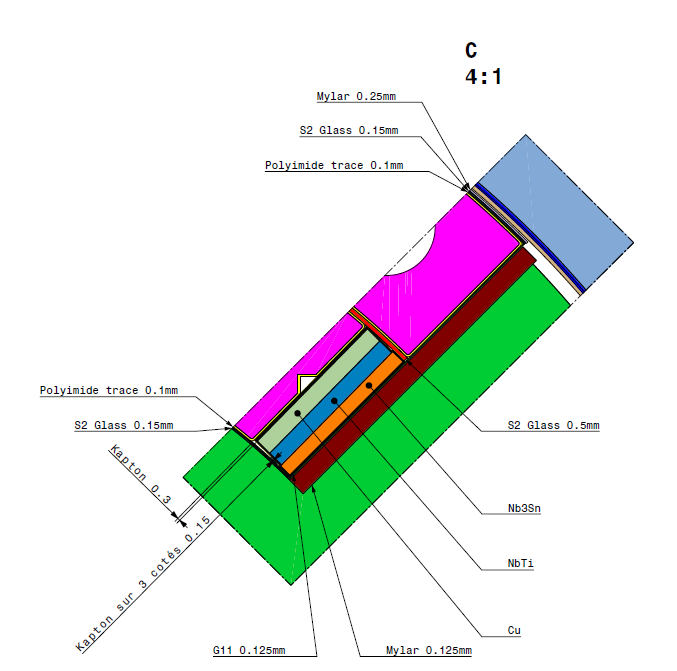 C
4:1
Mylar 0.25mm
S2 Glass 0.15mm
Polyimide trace 0.1mm
Polyimide trace 0.1mm
S2 Glass 0.15mm
S2 Glass 0.5mm
Kapton 0.3
Nb3Sn
Kapton sur 3 cotés 0.15
NbTi
Cu
G11 0.125mm
Mylar 0.125mm